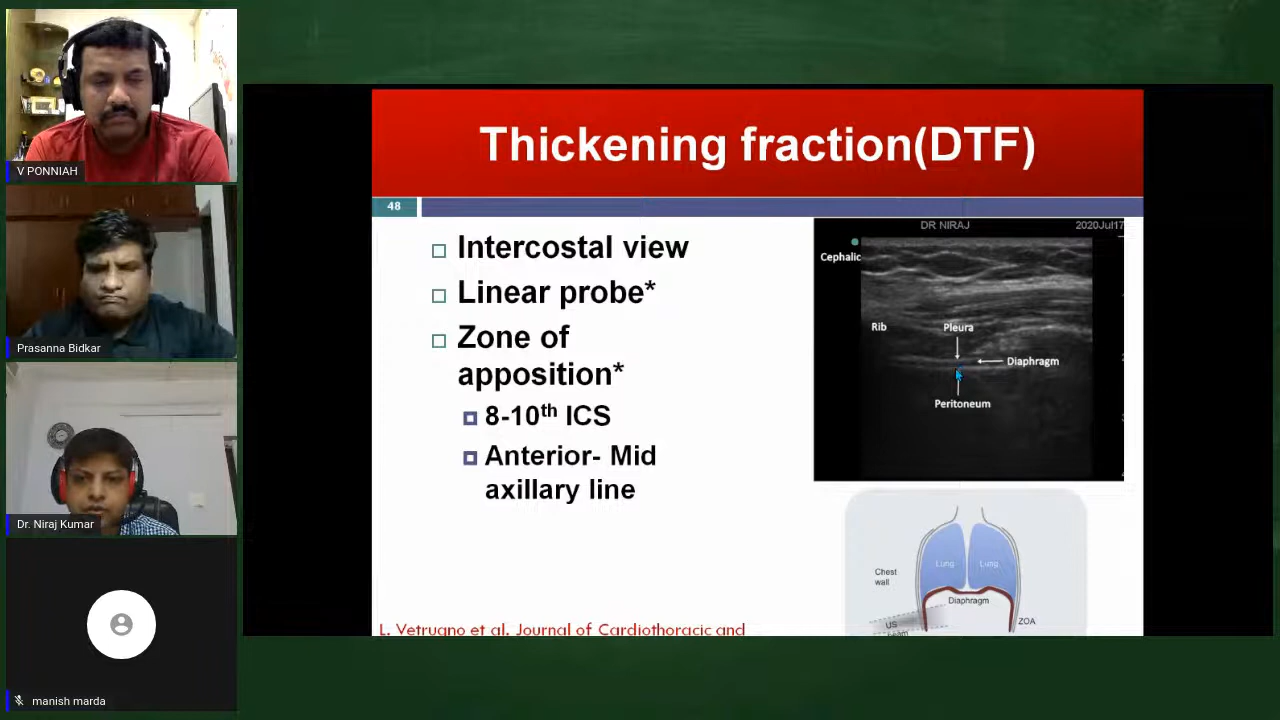 V PONNIAH
Prasanna Bidkar
Dr. Niraj Kumar
manish marda
Thickening fraction(DTF)
48
Intercostal view
Linear probe*
Zone of
apposition*
8-10th ICS
Anterior- Mid
axillary line
L. Vetrugno et al. Journal of Cardiothoracic and
DR NIRAJ
2020Jul17
Cephalic
Rib
Pleura
Diaphragm
Peritoneum
Lung
Lung
Chest
wall
Diaphragm
US
ZOA